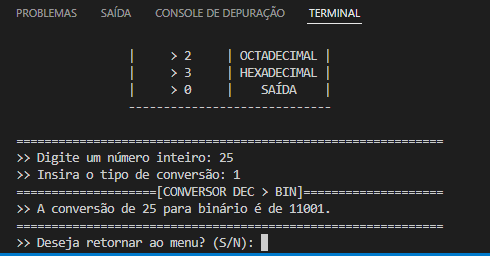 PROBLEMAS SAÍDA CONSOLE DE DEPURAÇÃO TERMINAL
| > 2 | OCTADECIMAL |
| > 3 | HEXADECIMAL |
| > 0 | SAÍDA |
-----------------------------
=============================================================
>> Digite um número inteiro: 25
>> Insira o tipo de conversão: 1
====================[CONVERSOR DEC > BIN]====================
>> A conversão de 25 para binário é de 11001.
=============================================================
>> Deseja retornar ao menu? (S/N):